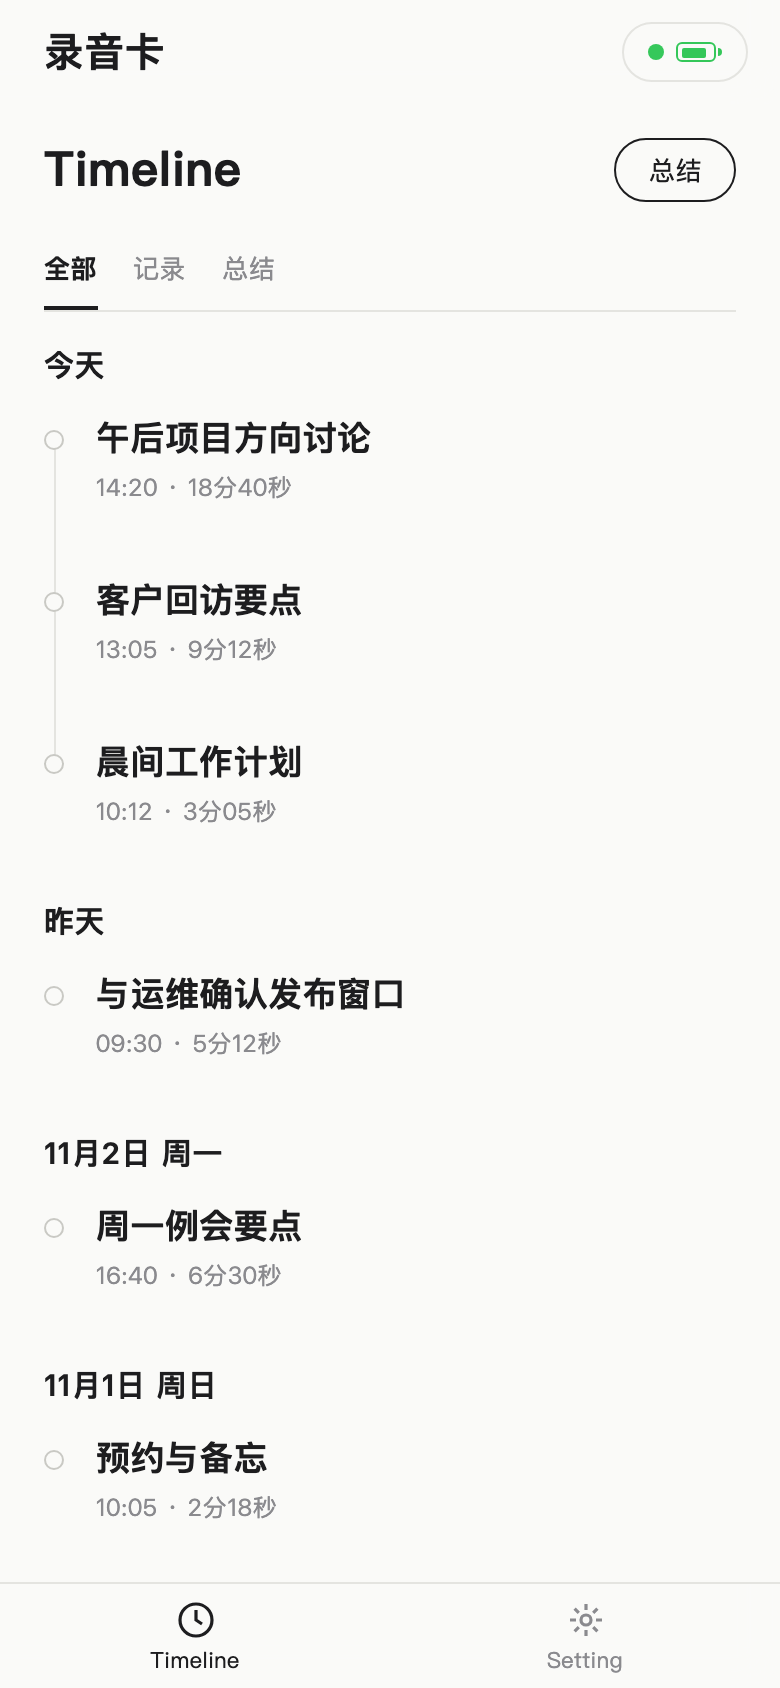 录音卡
Timeline
总结
全部 记录 总结
今天
午后项目方向讨论
14:20 · 18分40秒
客户回访要点
13:05 · 9分12秒
晨间工作计划
10:12 · 3分05秒
昨天
与运维确认发布窗口
09:30 · 5分12秒
11月2日 周一
周一例会要点
16:40 · 6分30秒
11月1日 周日
预约与备忘
10:05 · 2分18秒
Timeline Setting